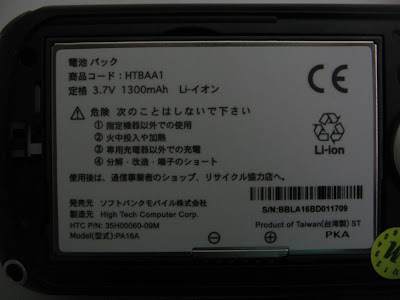 電池 パック
商品コード：HTBAA1
定格 3.7V 1300mAh Li-イオン
CE
⚠ 危険 次のことはしないで下さい
① 指定機器以外での使用
② 火中投入や加熱
③ 専用充電器以外での充電
④ 分解・改造・端子のショート
Li-ion
使用後は、通信事業者のショップ、リサイクル協力店へ。
発売元 ソフトバンクモバイル株式会社
製造元 High Tech Computer Corp.
HTC P/N: 35H00060-09M
Model(型式): PA16A
S/N:BBLA16BD011709
Product of Taiwan(台湾製) ST
PKA
⊖ ⊕